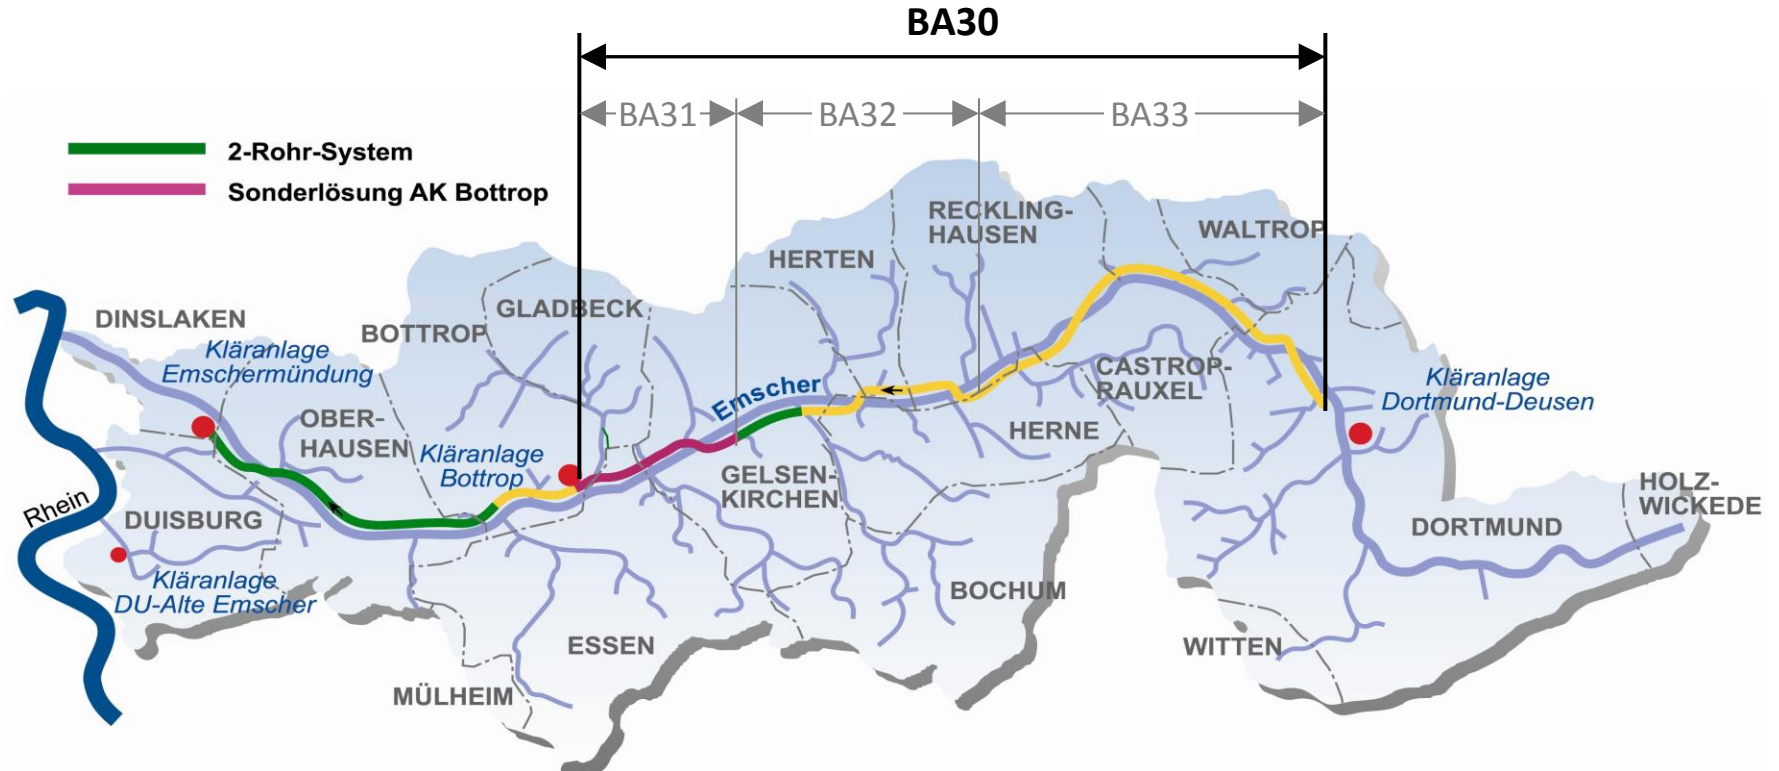 BA30
BA31
BA32
BA33
2-Rohr-System
Sonderlösung AK Bottrop
RECKLING-
HAUSEN
WALTROP
HERTEN
DINSLAKEN
GLADBECK
BOTTROP
Kläranlage
Emschermündung
CASTROP-
RAUXEL
Kläranlage
Dortmund-Deusen
Emscher
OBER-
HAUSEN
HERNE
Kläranlage
Bottrop
GELSEN-
KIRCHEN
HOLZ-
WICKEDE
Rhein
DUISBURG
DORTMUND
Kläranlage
DU-Alte Emscher
BOCHUM
ESSEN
WITTEN
MÜLHEIM